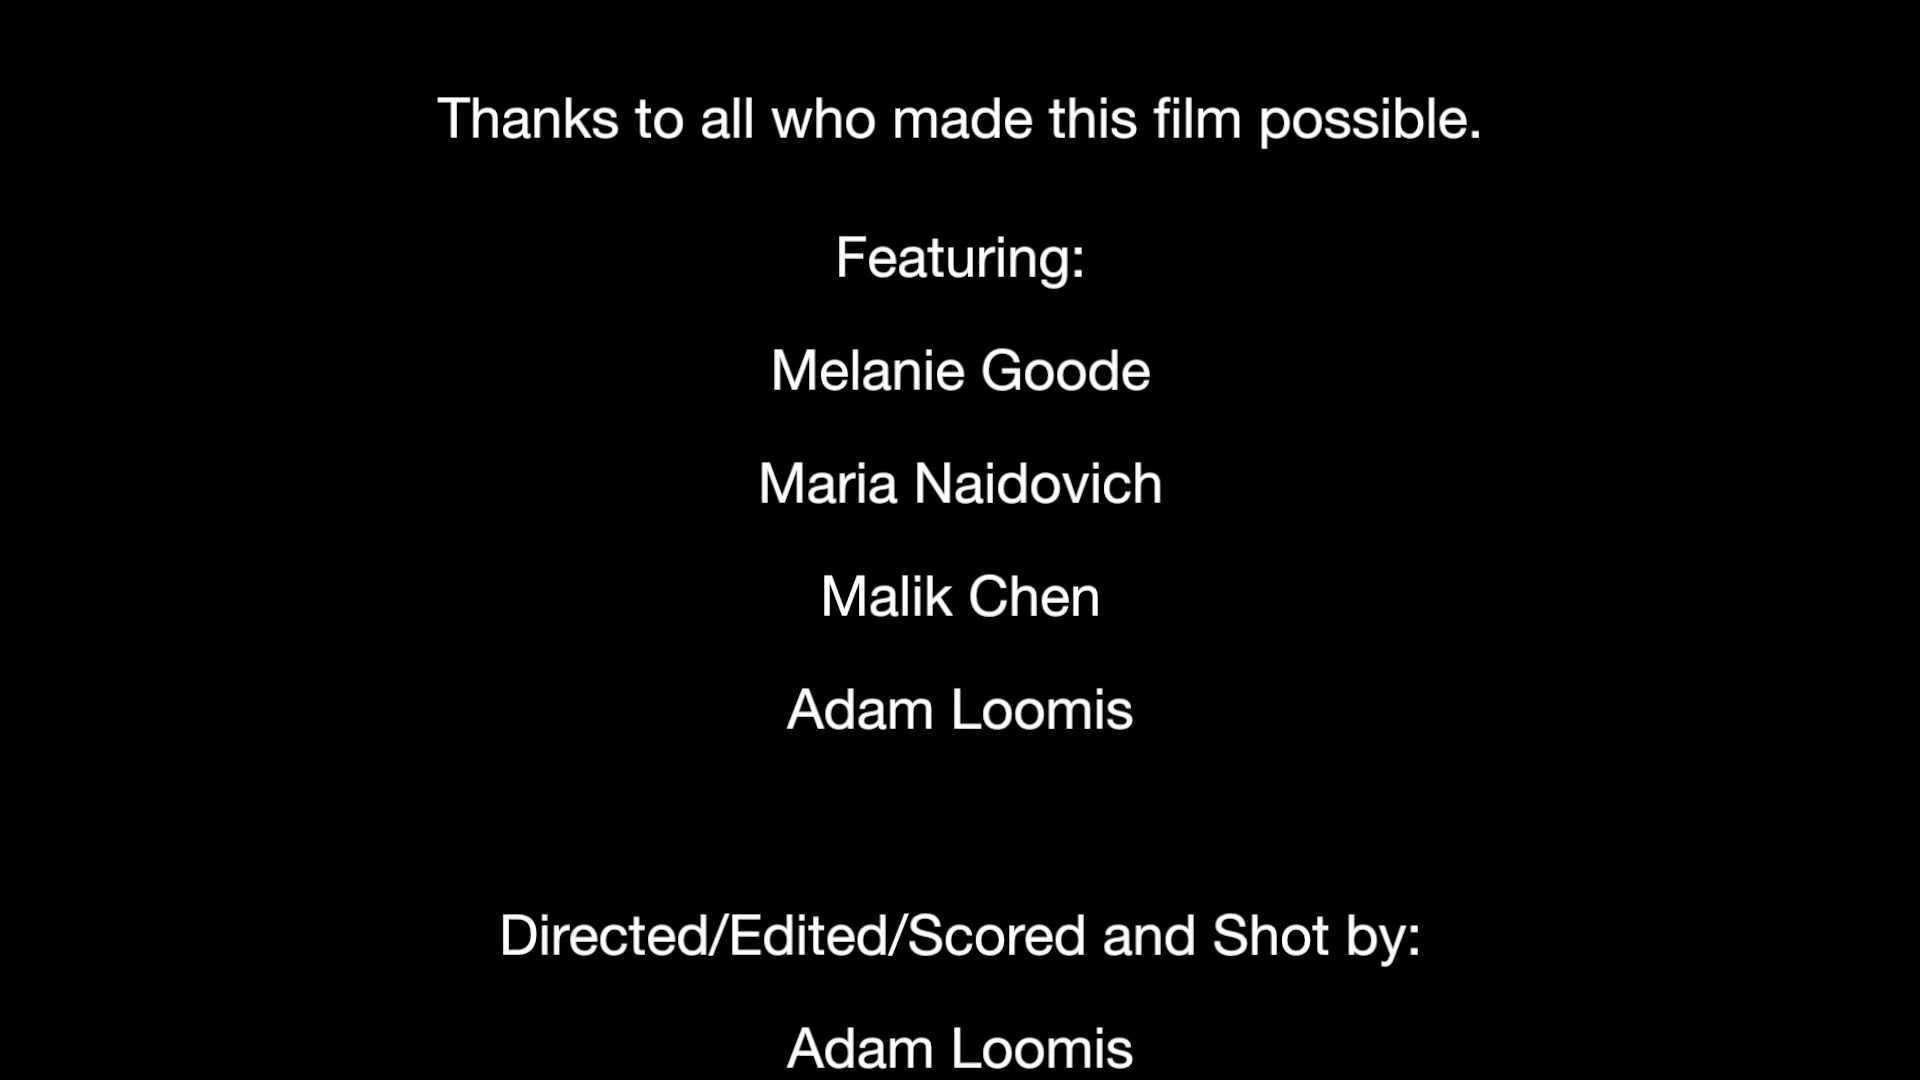 Thanks to all who made this film possible.
Featuring:
Melanie Goode
Maria Naidovich
Malik Chen
Adam Loomis
Directed/Edited/Scored and Shot by:
Adam Loomis